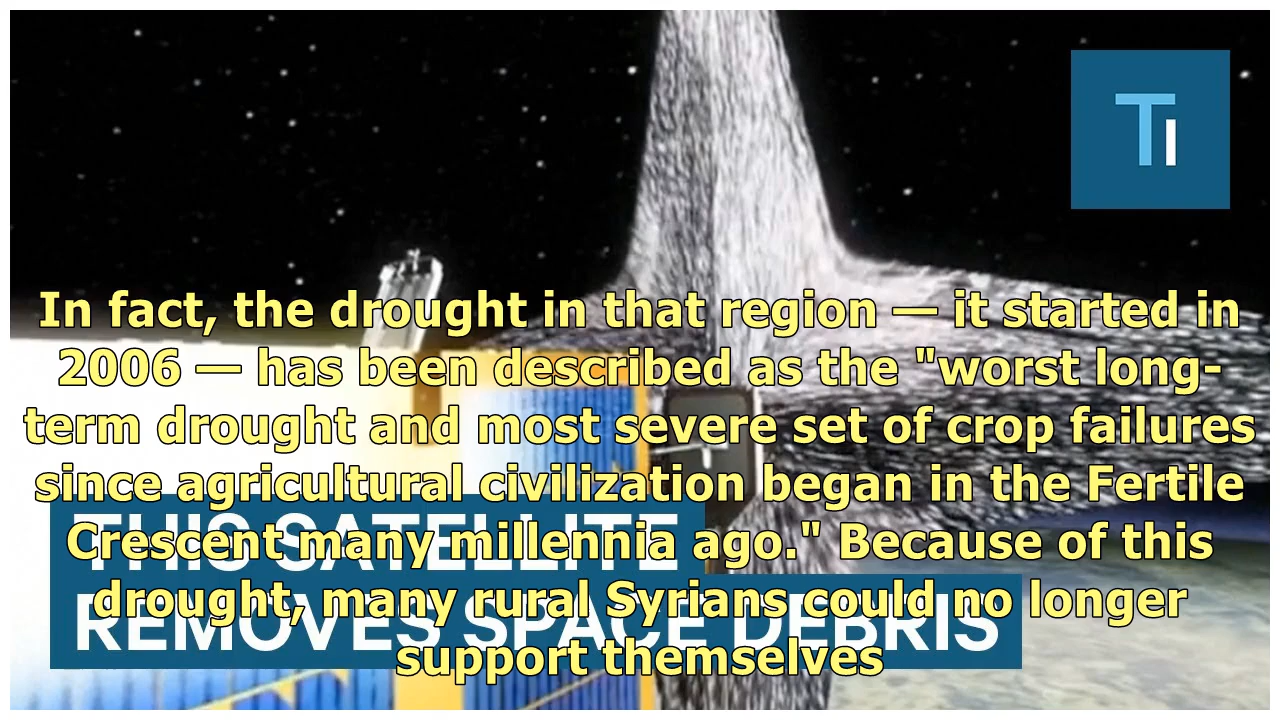 TI
In fact, the drought in that region — it started in
2006 — has been described as the "worst long-
term drought and most severe set of crop failures
since agricultural civilization began in the Fertile
Crescent many millennia ago." Because of this
drought, many rural Syrians could no longer
support themselves
THIS SATELLITE
REMOVES SPACE DEBRIS